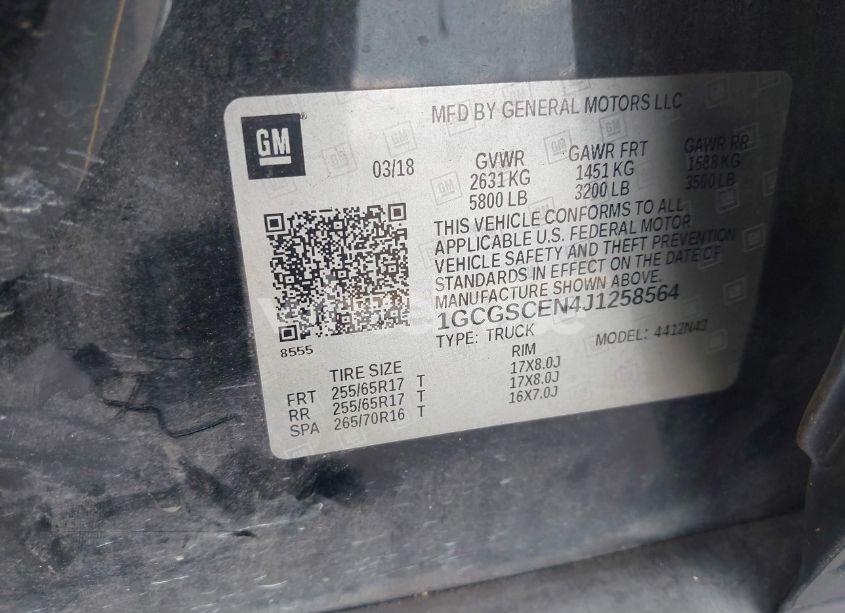 MFD BY GENERAL MOTORS LLC
GM
03/18
GVWR GAWR FRT GAWR RR
2631 KG 1451 KG 1588 KG
5800 LB 3200 LB 3500 LB
THIS VEHICLE CONFORMS TO ALL
APPLICABLE U.S. FEDERAL MOTOR
VEHICLE SAFETY AND THEFT PREVENTION
STANDARDS IN EFFECT ON THE DATE OF
MANUFACTURE SHOWN ABOVE.
1GCGSCEN4J1258564
TYPE: TRUCK MODEL: 4412N43
8555
TIRE SIZE RIM
FRT 255/65R17 T 17X8.0J
RR 255/65R17 T 17X8.0J
SPA 265/70R16 T 16X7.0J